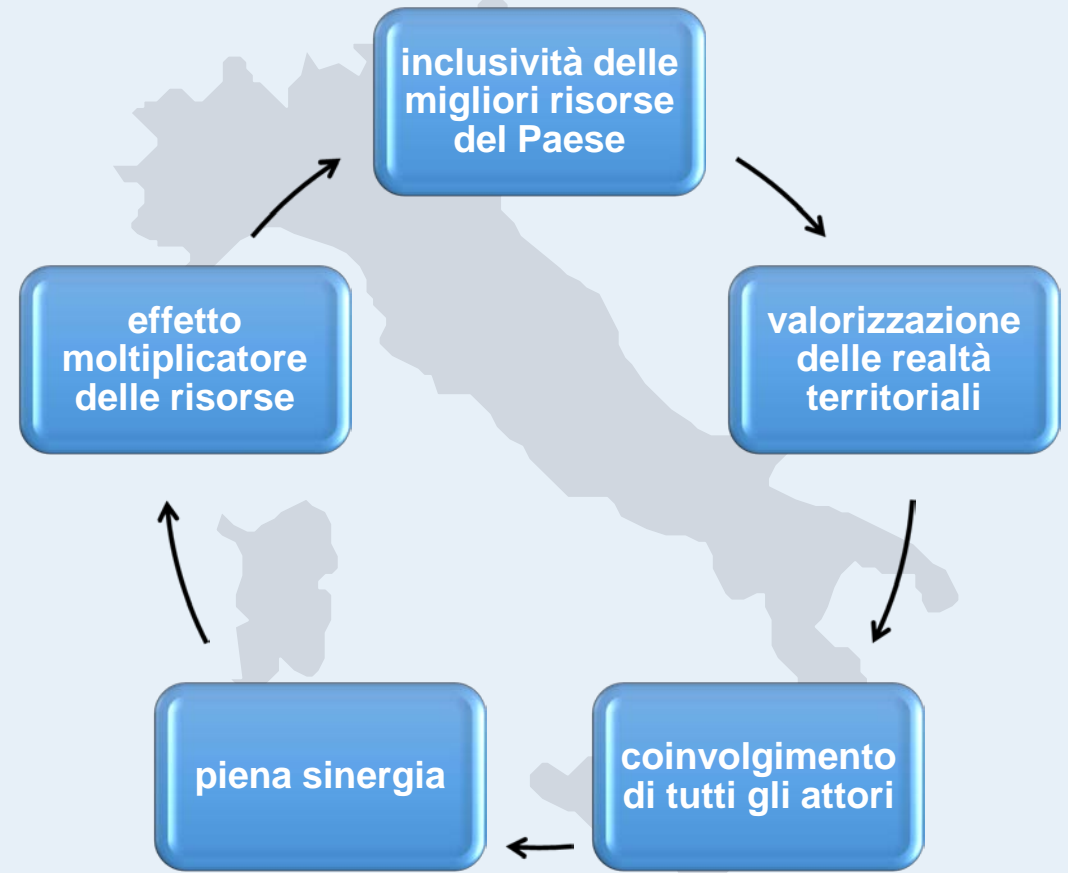 inclusività delle
migliori risorse
del Paese
valorizzazione
delle realtà
territoriali
coinvolgimento
di tutti gli attori
piena sinergia
effetto
moltiplicatore
delle risorse